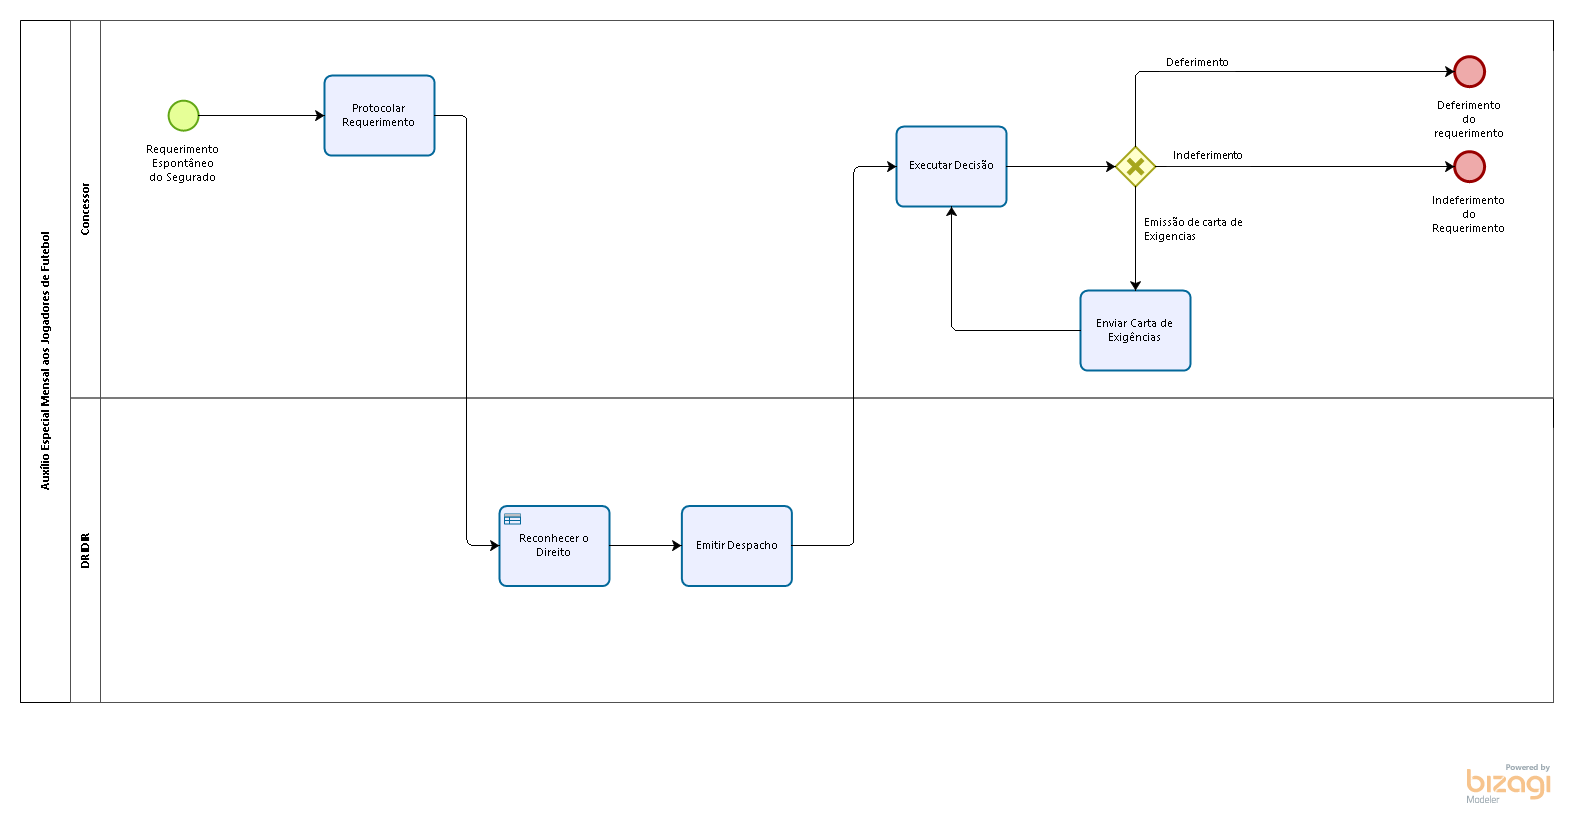 Auxílio Especial Mensal aos Jogadores de Futebol
Concessor
Requerimento
Espontâneo
do Segurado
Protocolar
Requerimento
Executar Decisão
Deferimento
Deferimento
do
requerimento
Indeferimento
Indeferimento
do
Requerimento
Emissão de carta de
Exigencias
Enviar Carta de
Exigências
DRIDIR
Reconhecer o
Direito
Emitir Despacho
Powered by
bizagi
Modeler